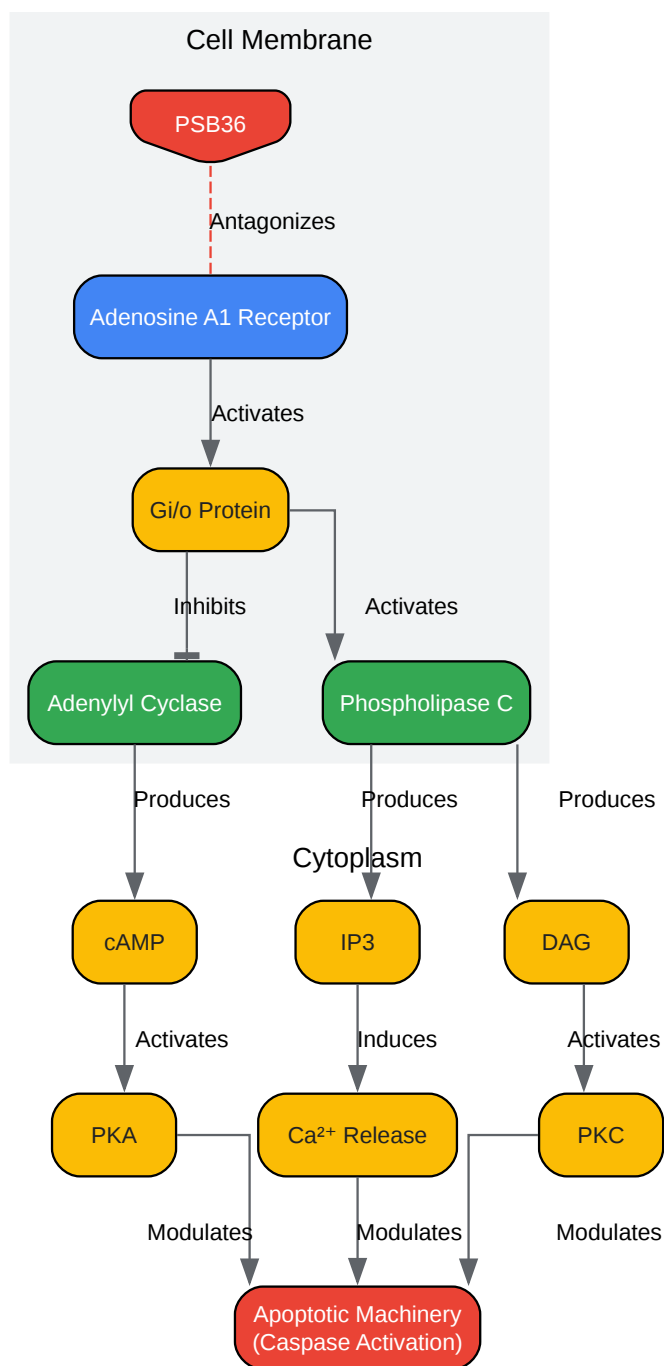 Cell Membrane
PSB36
Antagonizes
Adenosine A1 Receptor
Activates
Gi/o Protein
Inhibits
Activates
Adenylyl Cyclase
Phospholipase C
Produces
Produces
Produces
Cytoplasm
cAMP
IP3
DAG
Activates
Induces
Activates
PKA
Ca²⁺ Release
PKC
Modulates
Modulates
Modulates
Apoptotic Machinery
(Caspase Activation)